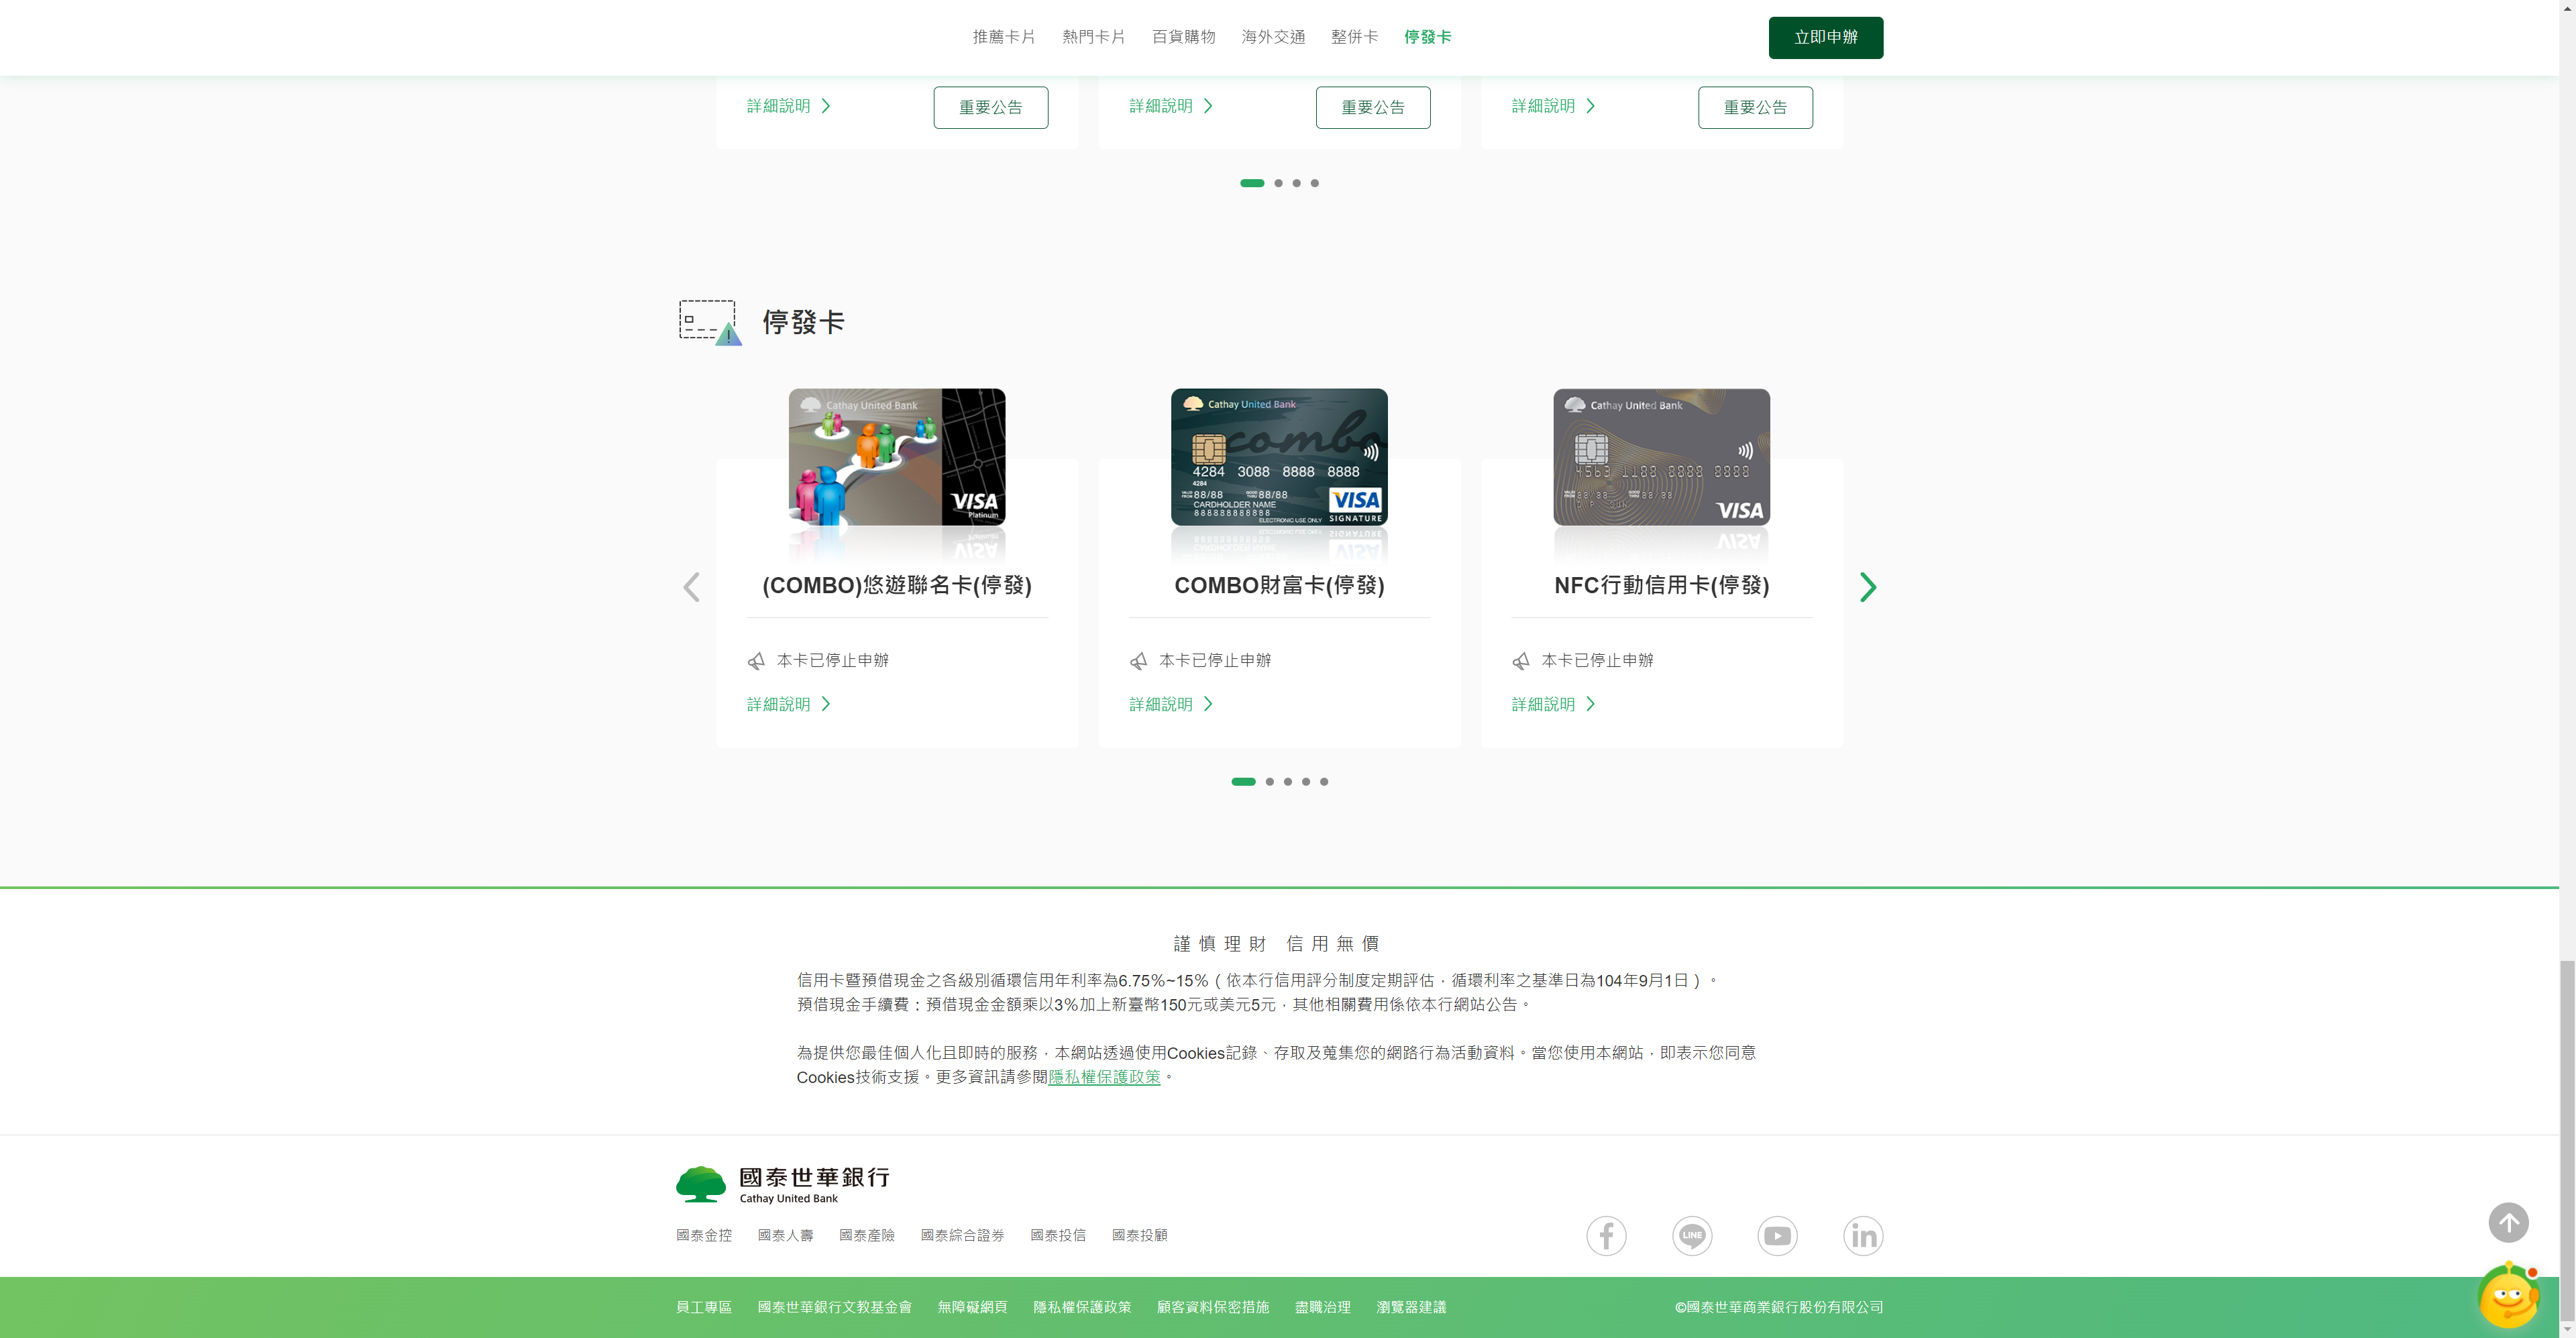 推薦卡片 熱門卡片 百貨購物 海外交通 整併卡 停發卡 立即申辦
詳細說明 重要公告 詳細說明 重要公告 詳細說明 重要公告
停發卡
Cathay United Bank
VISA
Platinum
Cathay United Bank
combo
4284 3088 8888 8888
4284
88/88 88/88
CARDHOLDER NAME
888888888888
ELECTRONIC USE ONLY
VISA
SIGNATURE
Cathay United Bank
4563 1188 8888 8888
88/88 88/88
VISA
(COMBO)悠遊聯名卡(停發) COMBO財富卡(停發) NFC行動信用卡(停發)
本卡已停止申辦 本卡已停止申辦 本卡已停止申辦
詳細說明 詳細說明 詳細說明
謹慎理財 信用無價
信用卡暨預借現金之各級別循環信用年利率為6.75%~15%（依本行信用評分制度定期評估，循環利率之基準日為104年9月1日）。
預借現金手續費：預借現金金額乘以3%加上新臺幣150元或美元5元，其他相關費用係依本行網站公告。
為提供您最佳個人化且即時的服務，本網站透過使用Cookies記錄、存取及蒐集您的網路行為活動資料。當您使用本網站，即表示您同意
Cookies技術支援。更多資訊請參閱隱私權保護政策。
國泰世華銀行
Cathay United Bank
國泰金控 國泰人壽 國泰產險 國泰綜合證券 國泰投信 國泰投顧
LINE
in
員工專區 國泰世華銀行文教基金會 無障礙網頁 隱私權保護政策 顧客資料保密措施 盡職治理 瀏覽器建議 ©國泰世華商業銀行股份有限公司